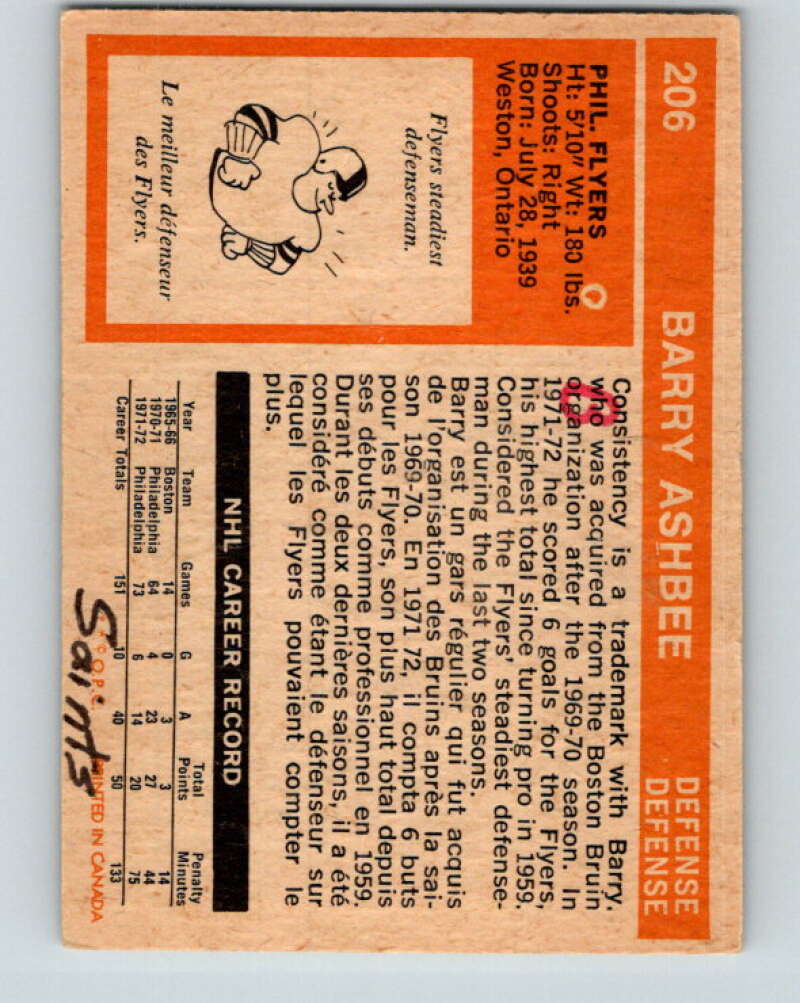 206 BARRY ASHBEE DEFENSE
DEFENSE
PHIL. FLYERS
Ht: 5'10" Wt: 180 lbs.
Shoots: Right
Born: July 28, 1939
Weston, Ontario
Flyers steadiest
defenseman.
Le meilleur défenseur
des Flyers.
Consistency is a trademark with Barry.
who was acquired from the Boston Bruin
organization after the 1969-70 season. In
1971-72 he scored 6 goals for the Flyers,
his highest total since turning pro in 1959.
Considered the Flyers' steadiest defense-
man during the last two seasons.
Barry est un gars régulier qui fut acquis
de l'organisation des Bruins après la sai-
son 1969-70. En 1971 72, il compta 6 buts
pour les Flyers, son plus haut total depuis
ses débuts comme professionnel en 1959.
Durant les deux dernières saisons, il a été
considéré comme étant le défenseur sur
lequel les Flyers pouvaient compter le
plus.
NHL CAREER RECORD
Year Team Games G A Total Points Penalty Minutes
1965-66 Boston 14 0 3 3 14
1970-71 Philadelphia 64 4 23 27 44
1971-72 Philadelphia 73 6 14 20 75
Career Totals 151 10 40 50 133
© O.P.C. PRINTED IN CANADA
Saints